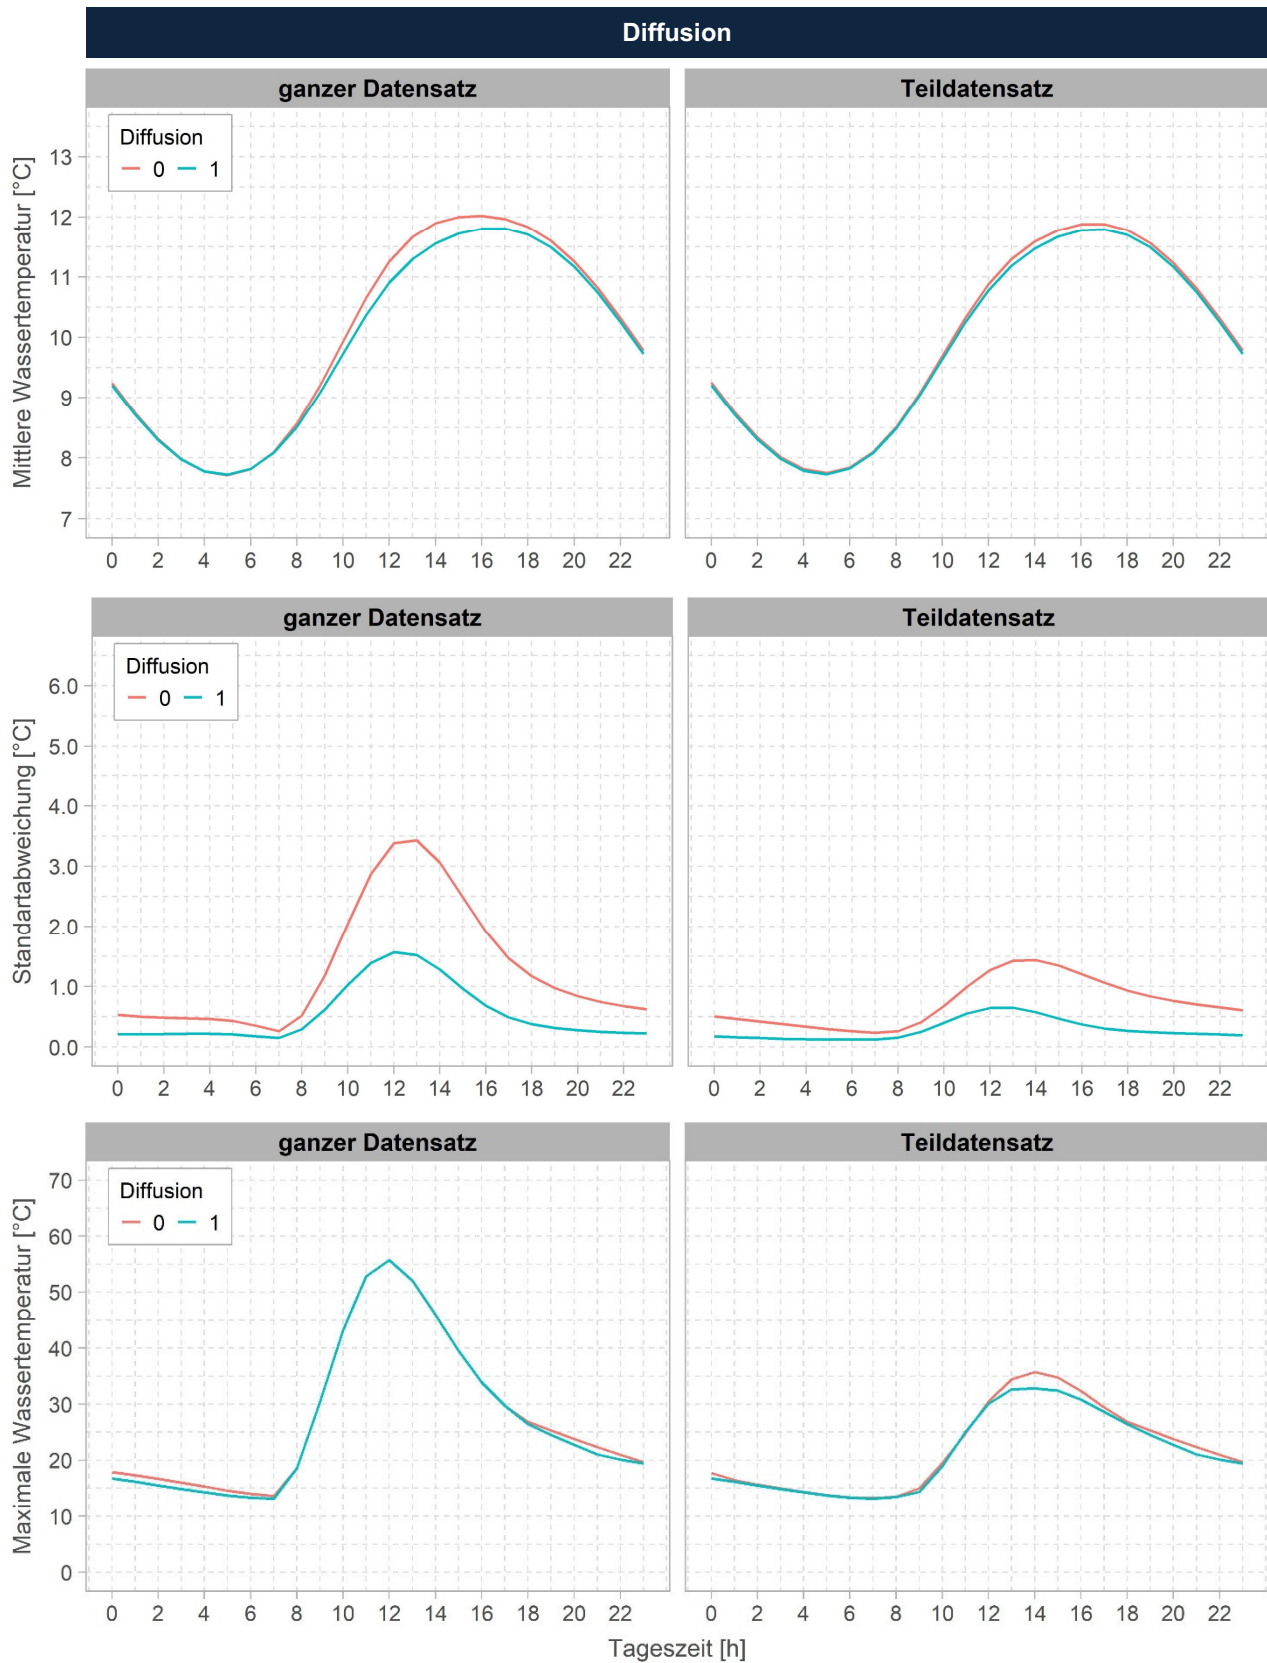 Diffusion
ganzer Datensatz
Teildatensatz
Mittlere Wassertemperatur [°C]
Diffusion
0 1
13
12
11
10
9
8
7
0 2 4 6 8 10 12 14 16 18 20 22
0 2 4 6 8 10 12 14 16 18 20 22
ganzer Datensatz
Teildatensatz
Standartabweichung [°C]
Diffusion
0 1
6.0
5.0
4.0
3.0
2.0
1.0
0.0
0 2 4 6 8 10 12 14 16 18 20 22
0 2 4 6 8 10 12 14 16 18 20 22
ganzer Datensatz
Teildatensatz
Maximale Wassertemperatur [°C]
Diffusion
0 1
70
60
50
40
30
20
10
0
0 2 4 6 8 10 12 14 16 18 20 22
0 2 4 6 8 10 12 14 16 18 20 22
Tageszeit [h]